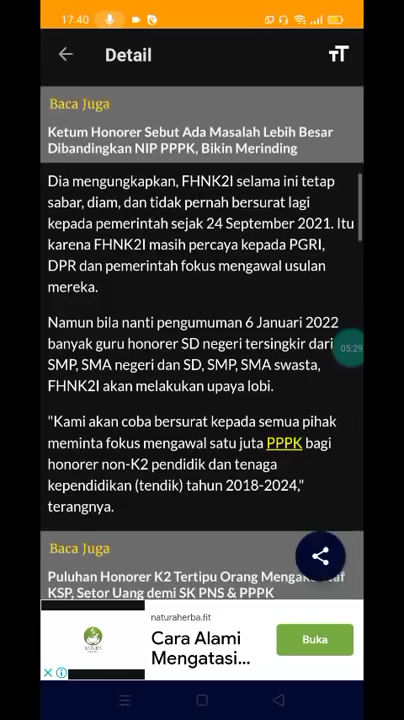 17.40
Detail
TT
Baca Juga
Ketum Honorer Sebut Ada Masalah Lebih Besar
Dibandingkan NIP PPPK, Bikin Merinding
Dia mengungkapkan, FHNK2I selama ini tetap
sabar, diam, dan tidak pernah bersurat lagi
kepada pemerintah sejak 24 September 2021. Itu
karena FHNK2I masih percaya kepada PGRI,
DPR dan pemerintah fokus mengawal usulan
mereka.
Namun bila nanti pengumuman 6 Januari 2022
banyak guru honorer SD negeri tersingkir dari
SMP, SMA negeri dan SD, SMP, SMA swasta,
FHNK2I akan melakukan upaya lobi.
05:29
"Kami akan coba bersurat kepada semua pihak
meminta fokus mengawal satu juta PPPK bagi
honorer non-K2 pendidik dan tenaga
kependidikan (tendik) tahun 2018-2024,"
terangnya.
Baca Juga
Puluhan Honorer K2 Tertipu Orang Mengak
KSP, Setor Uang demi SK PNS & PPPK
naturaherba.fit
Cara Alami
Mengatasi...
Buka